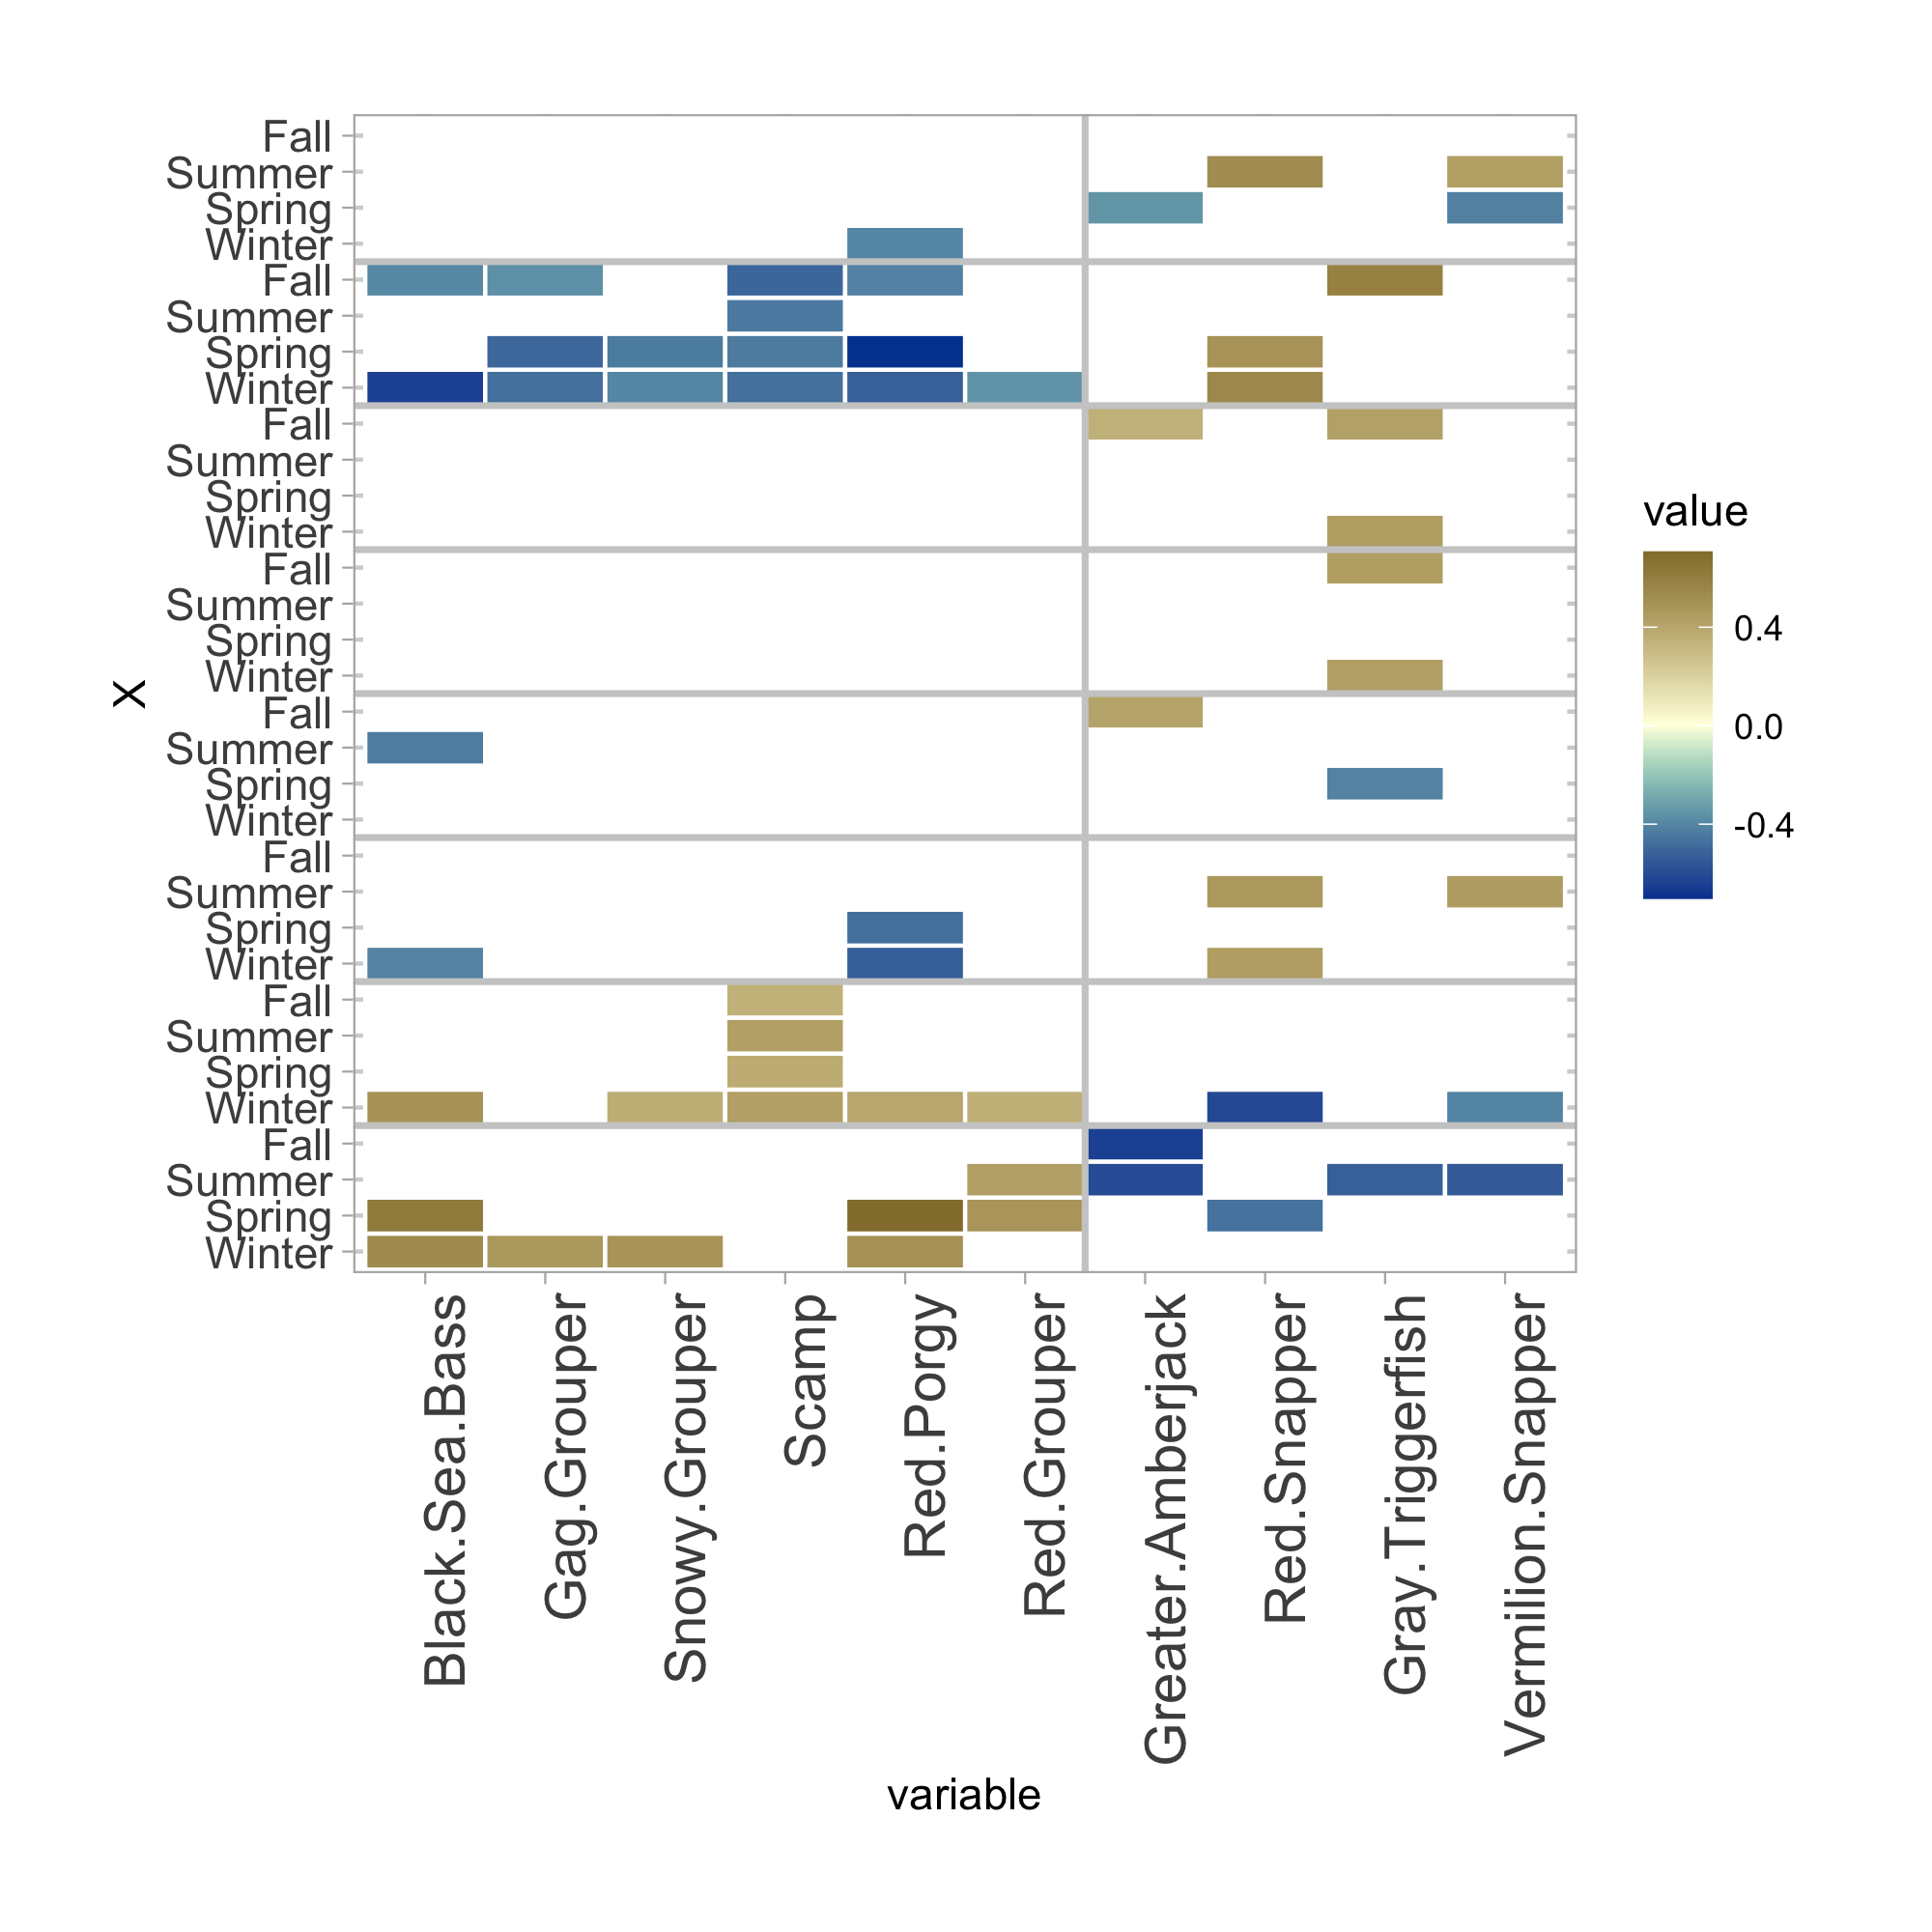 Fall
Summer
Spring
Winter
Fall
Summer
Spring
Winter
Fall
Summer
Spring
Winter
Fall
Summer
Spring
Winter
Fall
Summer
Spring
Winter
Fall
Summer
Spring
Winter
Fall
Summer
Spring
Winter
Fall
Summer
Spring
Winter
X
Black.Sea.Bass
Gag.Grouper
Snowy.Grouper
Scamp
Red.Porgy
Red.Grouper
Greater.Amberjack
Red.Snapper
Gray.Triggerfish
Vermilion.Snapper
variable
value
0.4
0.0
-0.4